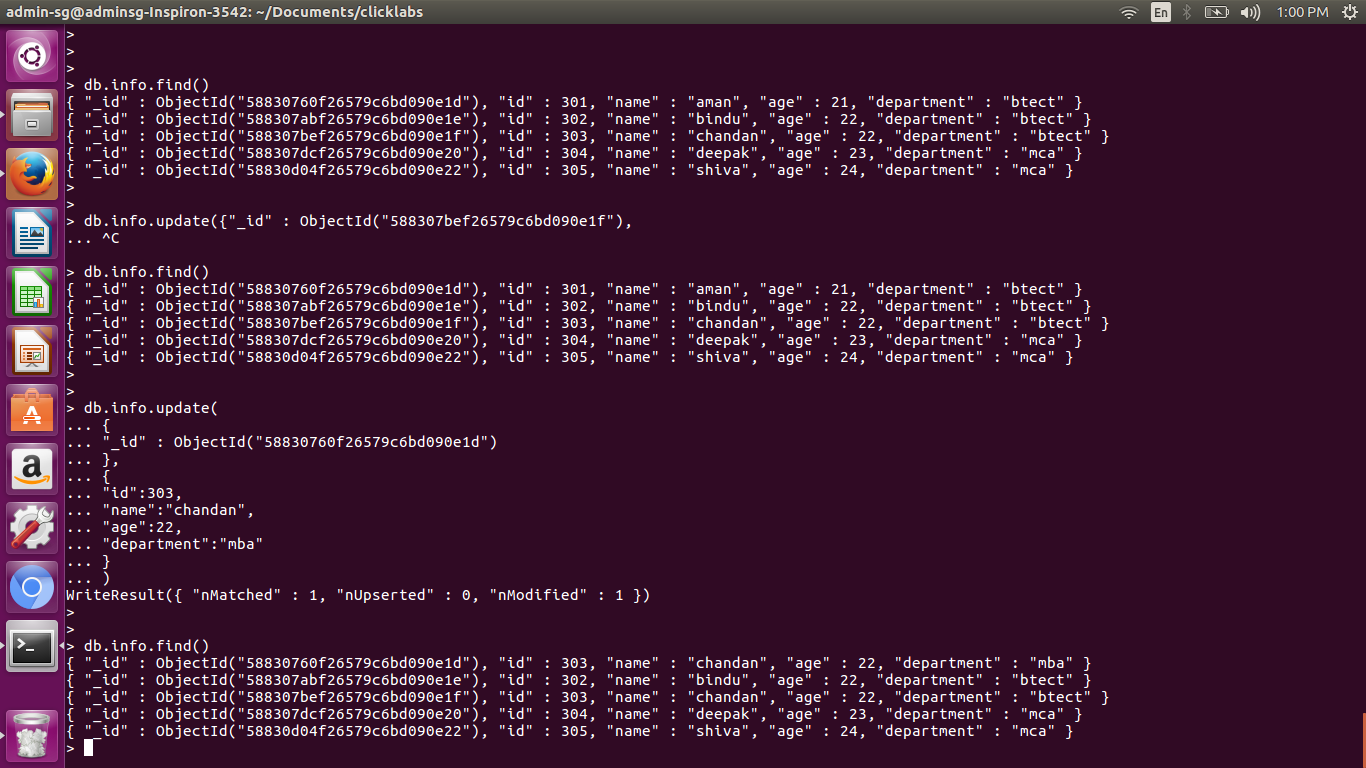 admin-sg@adminsg-Inspiron-3542: ~/Documents/clicklabs En 1:00 PM
>
>
>
> db.info.find()
{ "_id" : ObjectId("58830760f26579c6bd090e1d"), "id" : 301, "name" : "aman", "age" : 21, "department" : "btect" }
{ "_id" : ObjectId("588307abf26579c6bd090e1e"), "id" : 302, "name" : "bindu", "age" : 22, "department" : "btect" }
{ "_id" : ObjectId("588307bef26579c6bd090e1f"), "id" : 303, "name" : "chandan", "age" : 22, "department" : "btect" }
{ "_id" : ObjectId("588307dcf26579c6bd090e20"), "id" : 304, "name" : "deepak", "age" : 23, "department" : "mca" }
{ "_id" : ObjectId("58830d04f26579c6bd090e22"), "id" : 305, "name" : "shiva", "age" : 24, "department" : "mca" }
>
>
> db.info.update({"_id" : ObjectId("588307bef26579c6bd090e1f"),
... ^C
> db.info.find()
{ "_id" : ObjectId("58830760f26579c6bd090e1d"), "id" : 301, "name" : "aman", "age" : 21, "department" : "btect" }
{ "_id" : ObjectId("588307abf26579c6bd090e1e"), "id" : 302, "name" : "bindu", "age" : 22, "department" : "btect" }
{ "_id" : ObjectId("588307bef26579c6bd090e1f"), "id" : 303, "name" : "chandan", "age" : 22, "department" : "btect" }
{ "_id" : ObjectId("588307dcf26579c6bd090e20"), "id" : 304, "name" : "deepak", "age" : 23, "department" : "mca" }
{ "_id" : ObjectId("58830d04f26579c6bd090e22"), "id" : 305, "name" : "shiva", "age" : 24, "department" : "mca" }
>
>
> db.info.update(
... {
... "_id" : ObjectId("58830760f26579c6bd090e1d")
... },
... {
... "id":303,
... "name":"chandan",
... "age":22,
... "department":"mba"
... }
... )
WriteResult({ "nMatched" : 1, "nUpserted" : 0, "nModified" : 1 })
>
>
> db.info.find()
{ "_id" : ObjectId("58830760f26579c6bd090e1d"), "id" : 303, "name" : "chandan", "age" : 22, "department" : "mba" }
{ "_id" : ObjectId("588307abf26579c6bd090e1e"), "id" : 302, "name" : "bindu", "age" : 22, "department" : "btect" }
{ "_id" : ObjectId("588307bef26579c6bd090e1f"), "id" : 303, "name" : "chandan", "age" : 22, "department" : "btect" }
{ "_id" : ObjectId("588307dcf26579c6bd090e20"), "id" : 304, "name" : "deepak", "age" : 23, "department" : "mca" }
{ "_id" : ObjectId("58830d04f26579c6bd090e22"), "id" : 305, "name" : "shiva", "age" : 24, "department" : "mca" }
>